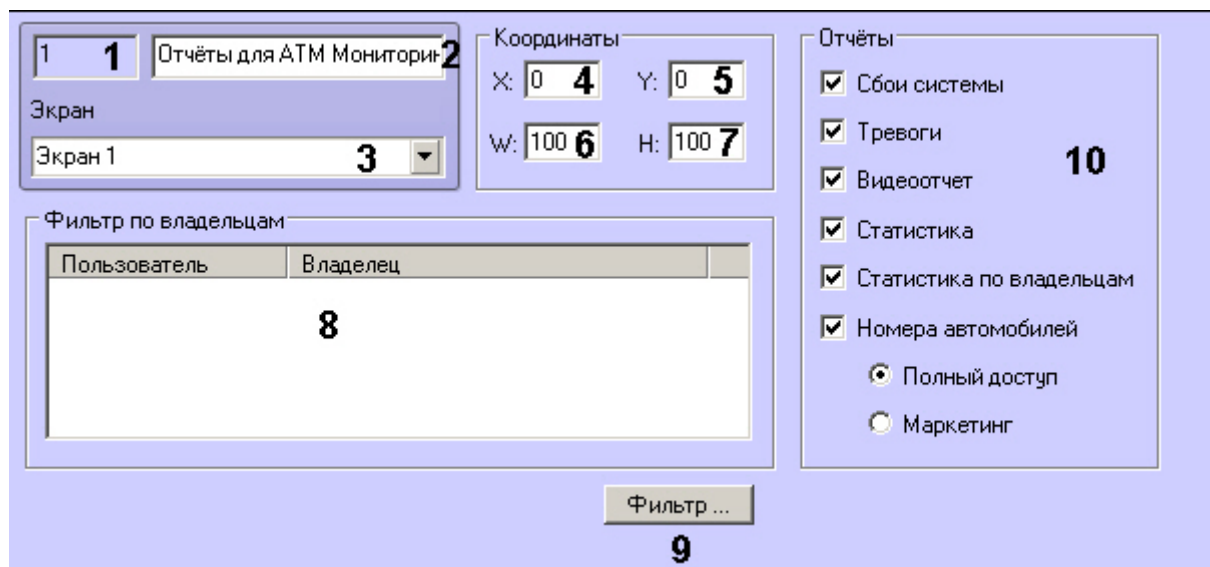 1 1 Отчёты для АТМ Мониторин 2
Экран
Экран 1 3
Координаты
X: 0 4 Y: 0 5
W: 100 6 H: 100 7
Фильтр по владельцам
Пользователь Владелец
8
Фильтр ...
9
Отчёты
Сбои системы
Тревоги
10
Видеоотчет
Статистика
Статистика по владельцам
Номера автомобилей
Полный доступ
Маркетинг